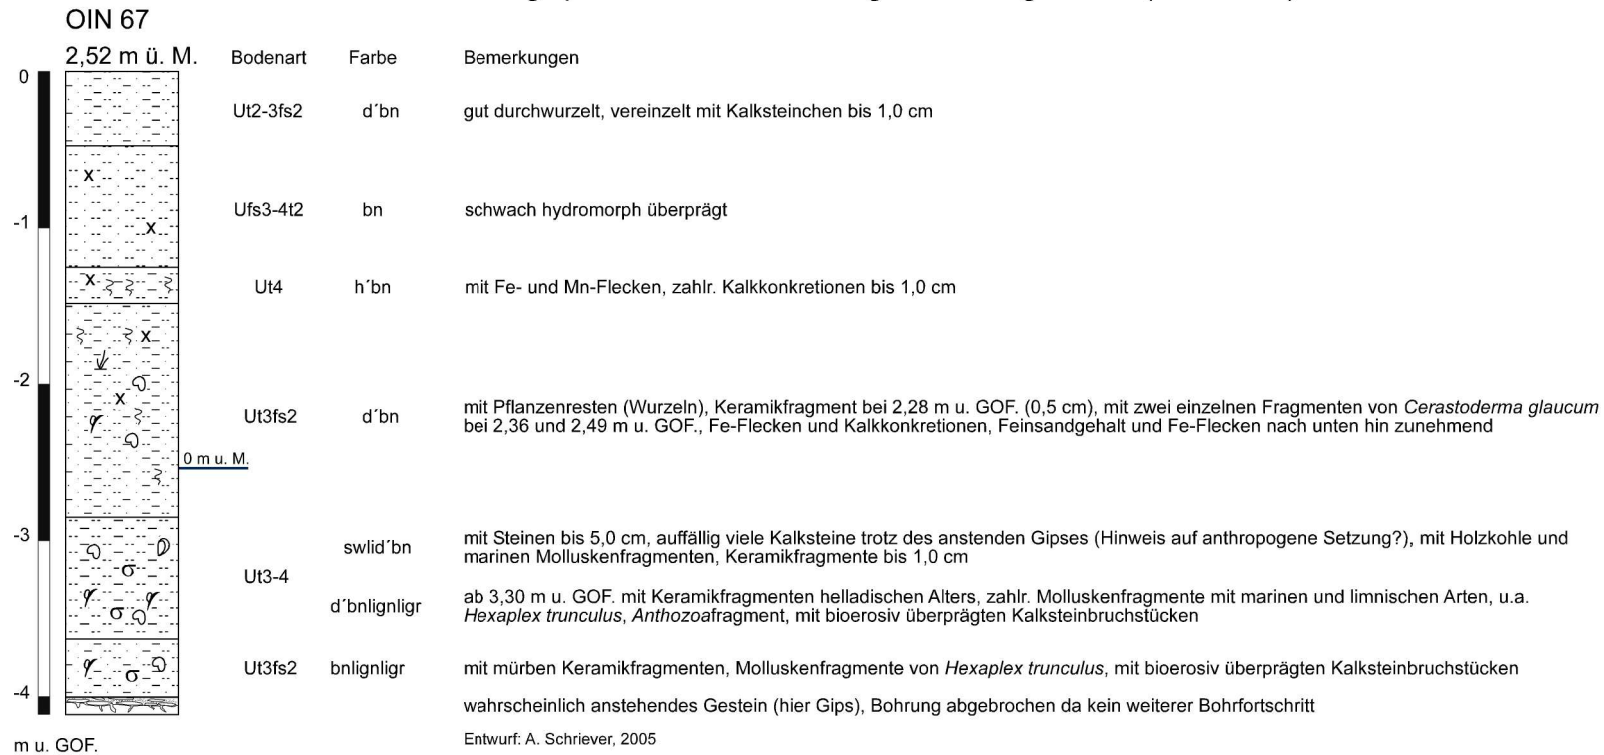 OIN 67
2,52 m ü. M. Bodenart Farbe Bemerkungen
0
Ut2-3fs2 d´bn gut durchwurzelt, vereinzelt mit Kalksteinchen bis 1,0 cm
x
Ufs3-4t2 bn schwach hydromorph überprägt
-1
x
x
Ut4 h´bn mit Fe- und Mn-Flecken, zahlr. Kalkkonkretionen bis 1,0 cm
x
-2
x
Ut3fs2 d´bn mit Pflanzenresten (Wurzeln), Keramikfragment bei 2,28 m u. GOF. (0,5 cm), mit zwei einzelnen Fragmenten von Cerastoderma glaucum
bei 2,36 und 2,49 m u. GOF., Fe-Flecken und Kalkkonkretionen, Feinsandgehalt und Fe-Flecken nach unten hin zunehmend
0 m u. M.
-3
Ut3-4 swlid´bn mit Steinen bis 5,0 cm, auffällig viele Kalksteine trotz des anstenden Gipses (Hinweis auf anthropogene Setzung?), mit Holzkohle und
marinen Molluskenfragmenten, Keramikfragmente bis 1,0 cm
σ
d´bnlignligr ab 3,30 m u. GOF. mit Keramikfragmenten helladischen Alters, zahlr. Molluskenfragmente mit marinen und limnischen Arten, u.a.
Hexaplex trunculus, Anthozoafragment, mit bioerosiv überprägten Kalksteinbruchstücken
σ
Ut3fs2 bnlignligr mit mürben Keramikfragmenten, Molluskenfragmente von Hexaplex trunculus, mit bioerosiv überprägten Kalksteinbruchstücken
σ
-4
wahrscheinlich anstehendes Gestein (hier Gips), Bohrung abgebrochen da kein weiterer Bohrfortschritt
m u. GOF.
Entwurf: A. Schriever, 2005